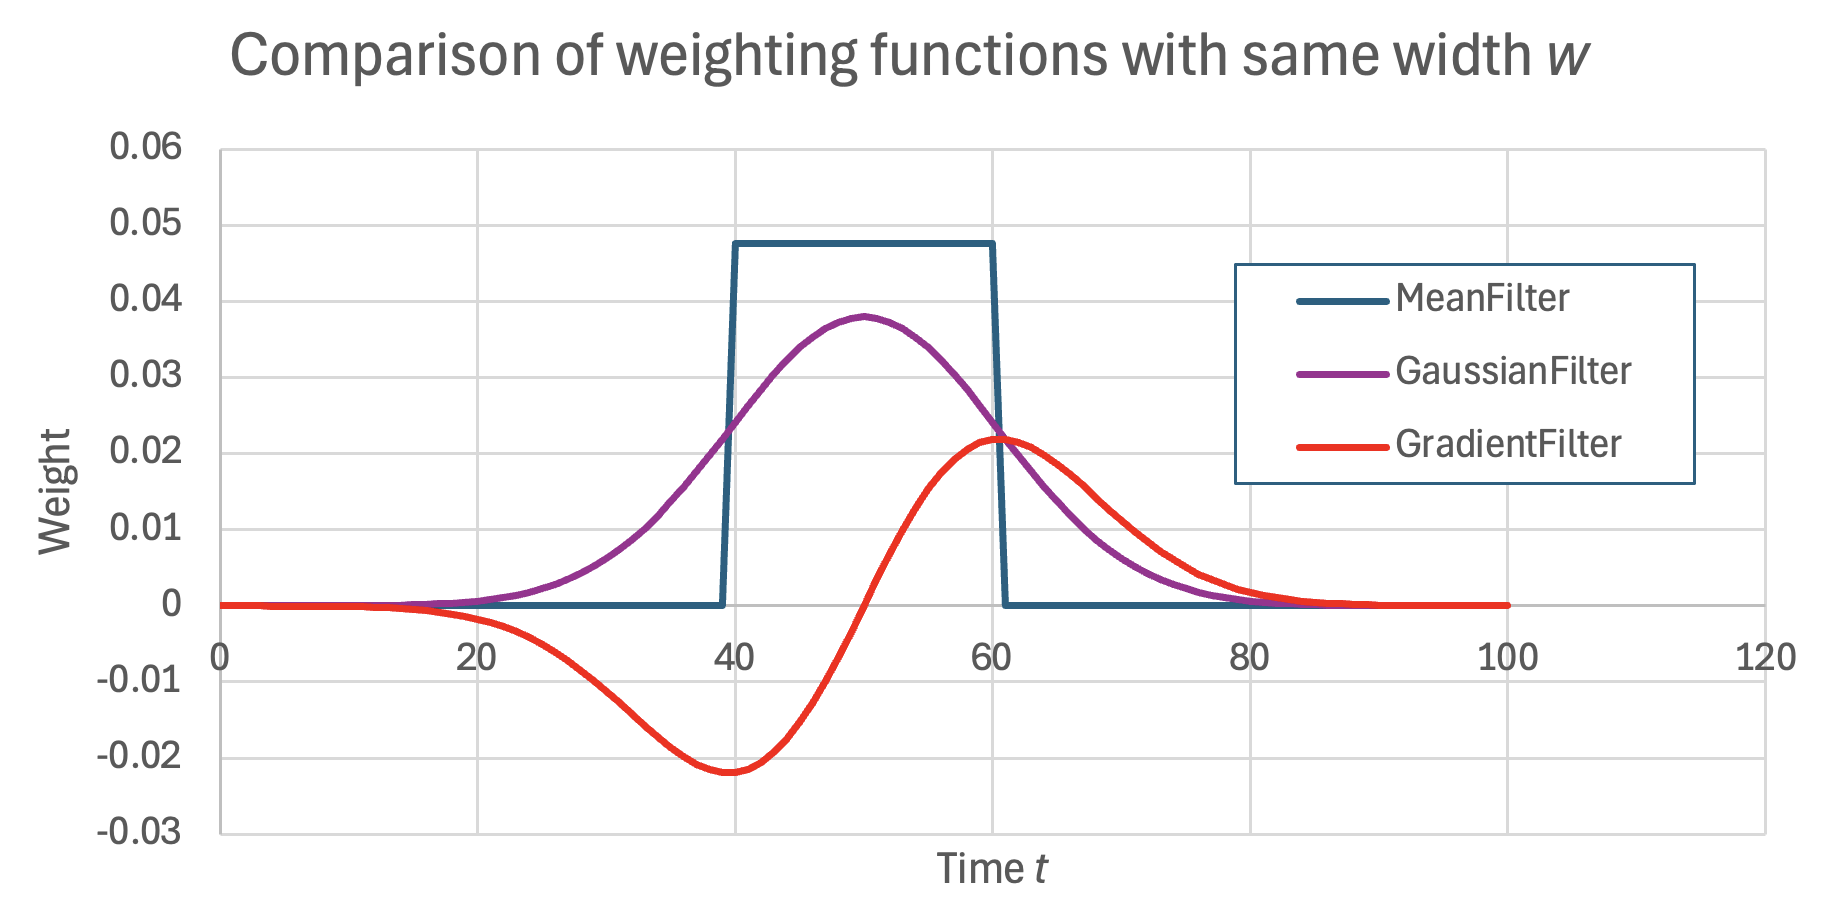 Comparison of weighting functions with same width w
0.06
0.05
0.04
0.03
0.02
0.01
0
-0.01
-0.02
-0.03
Weight
0 20 40 60 80 100 120
Time t
MeanFilter
GaussianFilter
GradientFilter